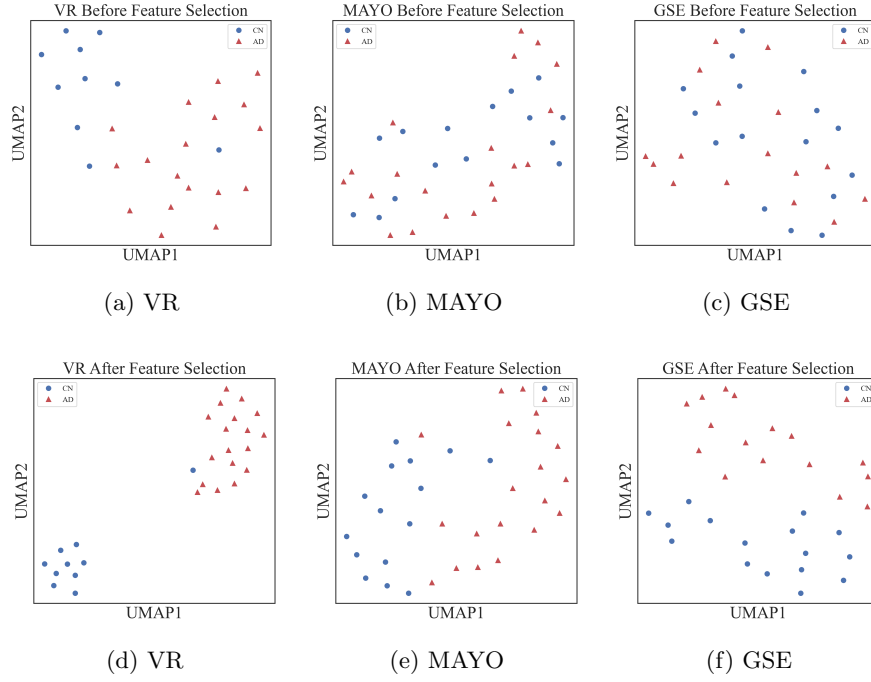 VR Before Feature Selection
CN
AD
UMAP2
UMAP1
(a) VR
MAYO Before Feature Selection
CN
AD
UMAP2
UMAP1
(b) MAYO
GSE Before Feature Selection
CN
AD
UMAP2
UMAP1
(c) GSE
VR After Feature Selection
CN
AD
UMAP2
UMAP1
(d) VR
MAYO After Feature Selection
CN
AD
UMAP2
UMAP1
(e) MAYO
GSE After Feature Selection
CN
AD
UMAP2
UMAP1
(f) GSE